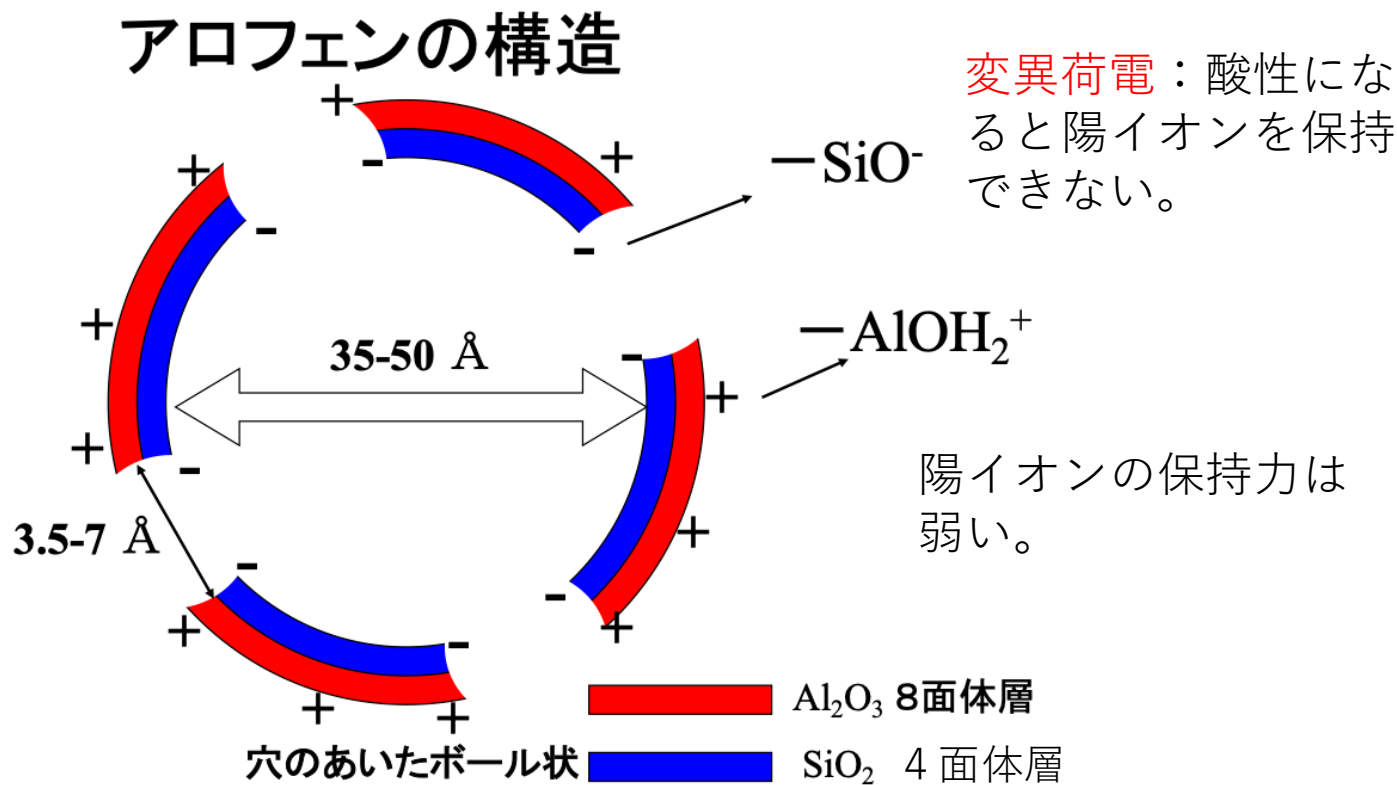 アロフェンの構造
変異荷電：酸性にな
ると陽イオンを保持
できない。
+
+
-
-
－SiO⁻
+
-
+
+
-
35-50 Å
－AlOH₂⁺
-
+
+
+
-
陽イオンの保持力は
弱い。
3.5-7 Å
-
-
+
+
+
Al₂O₃ 8面体層
穴のあいたボール状
SiO₂ 4面体層